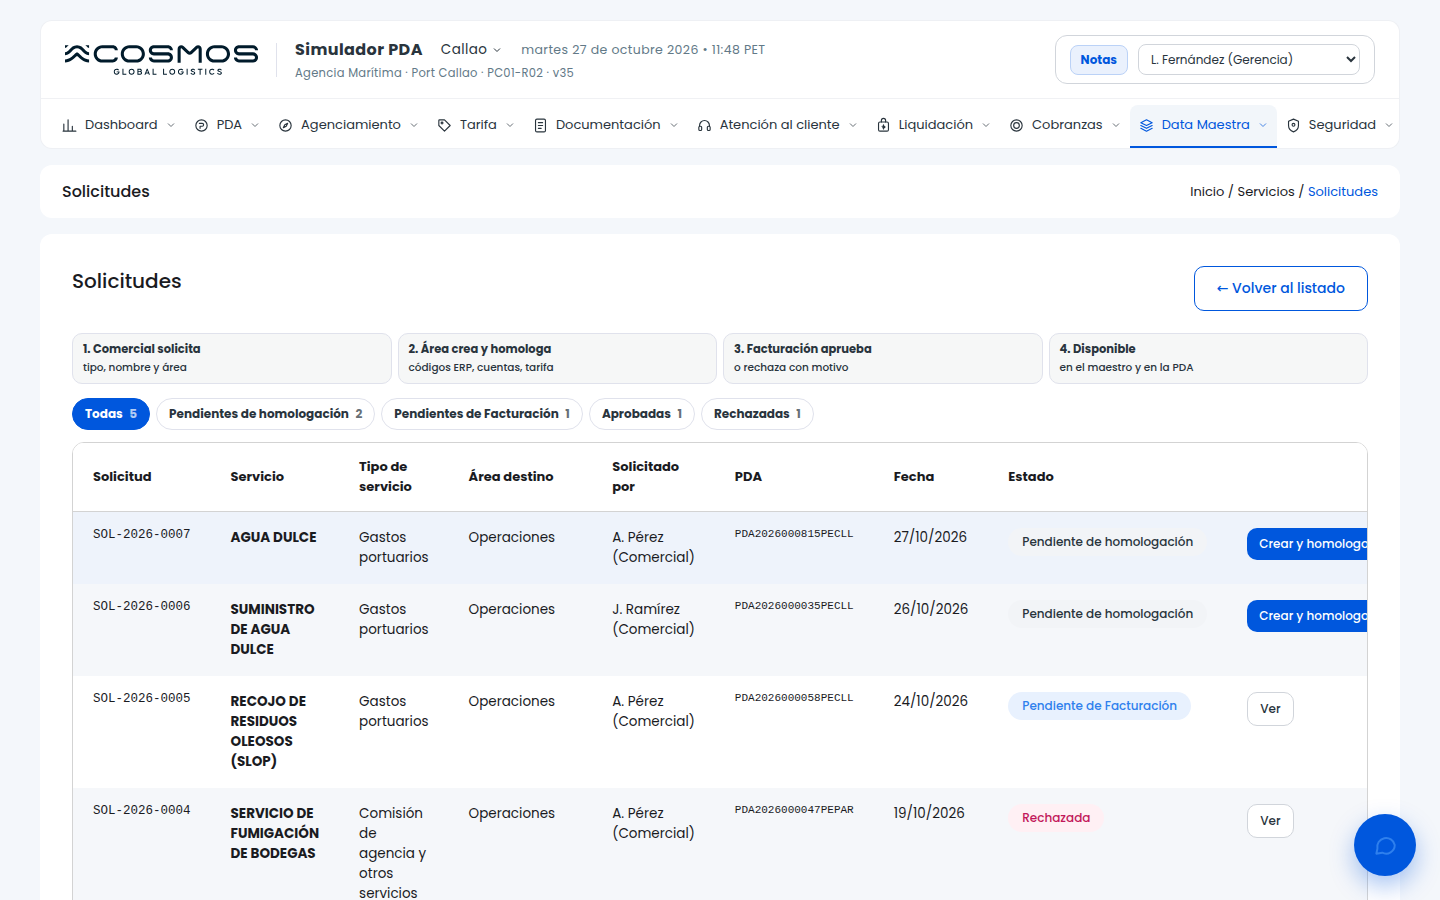 COSMOS
GLOBAL LOGISTICS
Simulador PDA Callao martes 27 de octubre 2026 • 11:48 PET
Agencia Marítima · Port Callao · PC01-R02 · v35
Notas L. Fernández (Gerencia)
Dashboard PDA Agenciamiento Tarifa Documentación Atención al cliente Liquidación Cobranzas Data Maestra Seguridad
Solicitudes
Inicio / Servicios / Solicitudes
Solicitudes
← Volver al listado
1. Comercial solicita
tipo, nombre y área
2. Área crea y homologa
códigos ERP, cuentas, tarifa
3. Facturación aprueba
o rechaza con motivo
4. Disponible
en el maestro y en la PDA
Todas 5 Pendientes de homologación 2 Pendientes de Facturación 1 Aprobadas 1 Rechazadas 1
Solicitud Servicio Tipo de servicio Área destino Solicitado por PDA Fecha Estado
SOL-2026-0007 AGUA DULCE Gastos portuarios Operaciones A. Pérez (Comercial) PDA2026000815PECLL 27/10/2026 Pendiente de homologación Crear y homologa
SOL-2026-0006 SUMINISTRO DE AGUA DULCE Gastos portuarios Operaciones J. Ramírez (Comercial) PDA2026000035PECLL 26/10/2026 Pendiente de homologación Crear y homologa
SOL-2026-0005 RECOJO DE RESIDUOS OLEOSOS (SLOP) Gastos portuarios Operaciones A. Pérez (Comercial) PDA2026000058PECLL 24/10/2026 Pendiente de Facturación Ver
SOL-2026-0004 SERVICIO DE FUMIGACIÓN DE BODEGAS Comisión de agencia y otros servicios Operaciones A. Pérez (Comercial) PDA2026000047PEPAR 19/10/2026 Rechazada Ver